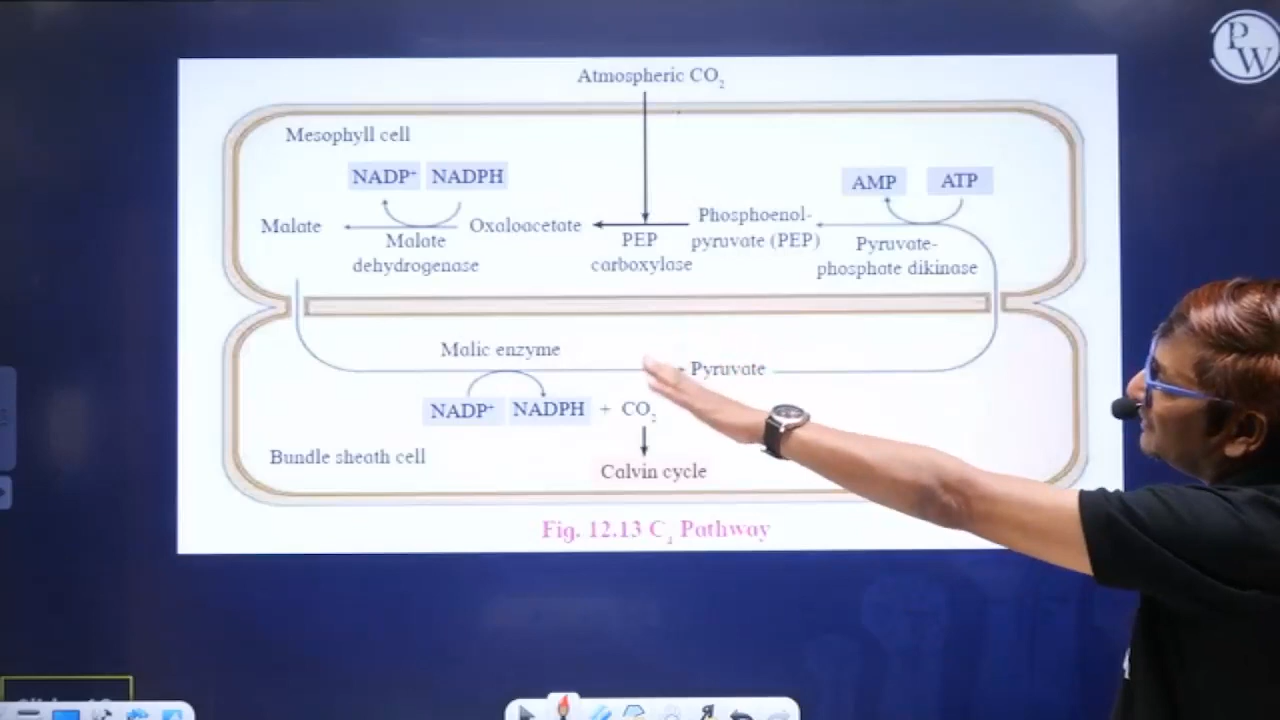 PW
Atmospheric CO₂
Mesophyll cell
NADP⁺ NADPH
AMP ATP
Malate
Oxaloacetate
Phosphoenol-
pyruvate (PEP)
Malate
dehydrogenase
PEP
carboxylase
Pyruvate-
phosphate dikinase
Malic enzyme
Pyruvate
NADP⁺ NADPH + CO₂
Bundle sheath cell
Calvin cycle
Fig. 12.13 C₄ Pathway